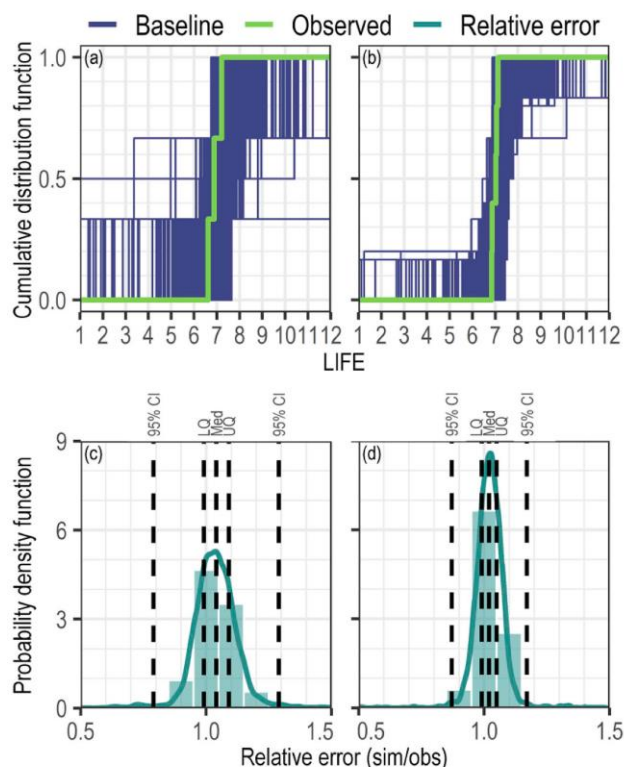 Baseline Observed Relative error
(a) (b)
Cumulative distribution function
1.0
0.5
0.0
1 2 3 4 5 6 7 8 9 10 11 12 1 2 3 4 5 6 7 8 9 10 11 12
LIFE
95% CI LQ Med UQ 95% CI 95% CI LQ Med UQ 95% CI
(c) (d)
Probability density function
9
6
3
0
0.5 1.0 1.5 0.5 1.0 1.5
Relative error (sim/obs)